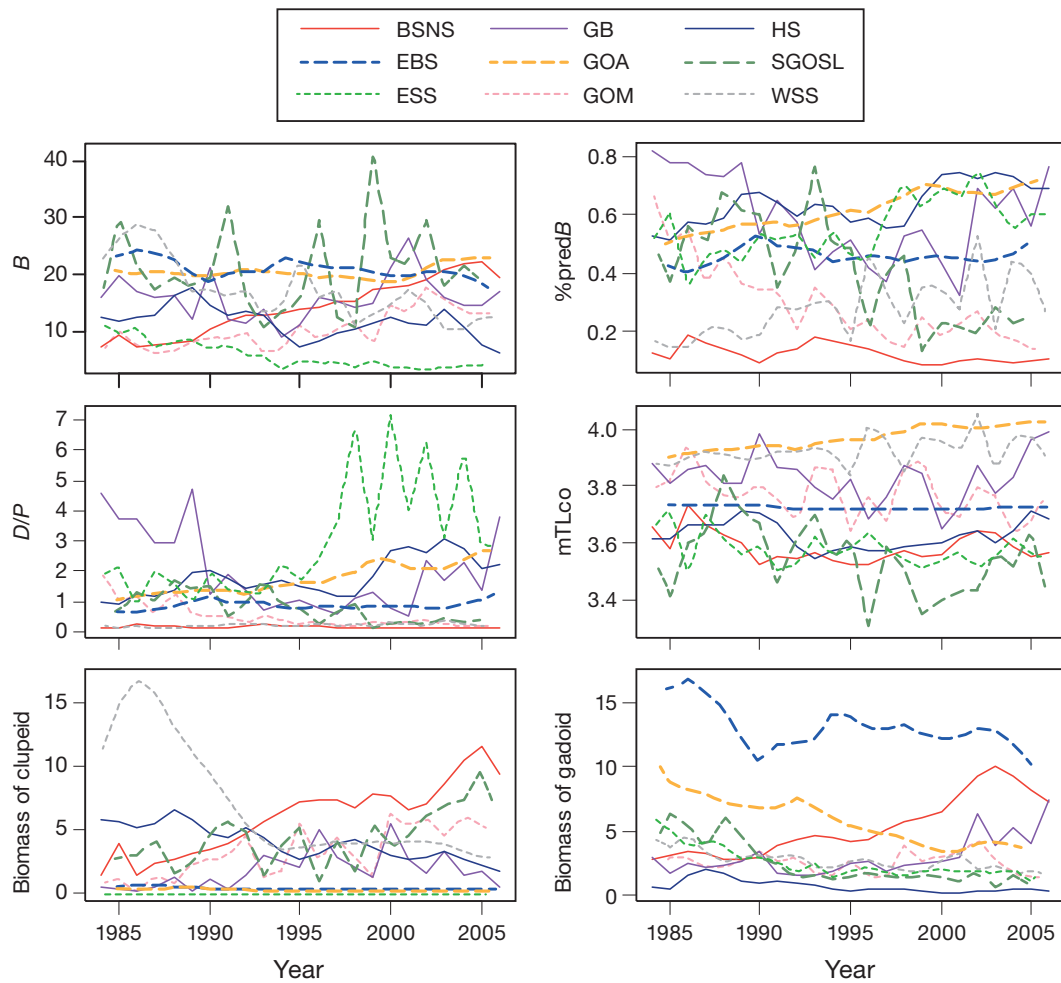 BSNS GB HS
EBS GOA SGOSL
ESS GOM WSS
B
40
30
20
10
%predB
0.8
0.6
0.4
0.2
D/P
7
6
5
4
3
2
1
0
mTLco
4.0
3.8
3.6
3.4
Biomass of clupeid
15
10
5
0
1985 1990 1995 2000 2005
Year
Biomass of gadoid
15
10
5
0
1985 1990 1995 2000 2005
Year